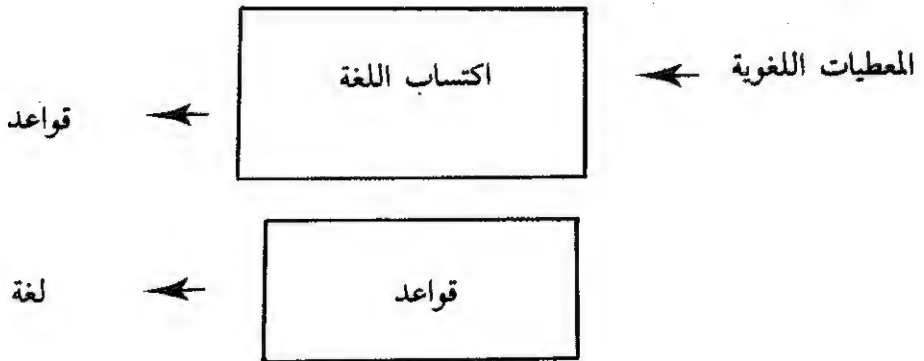 المعطيات اللغوية
اكتساب اللغة
قواعد
قواعد
لغة